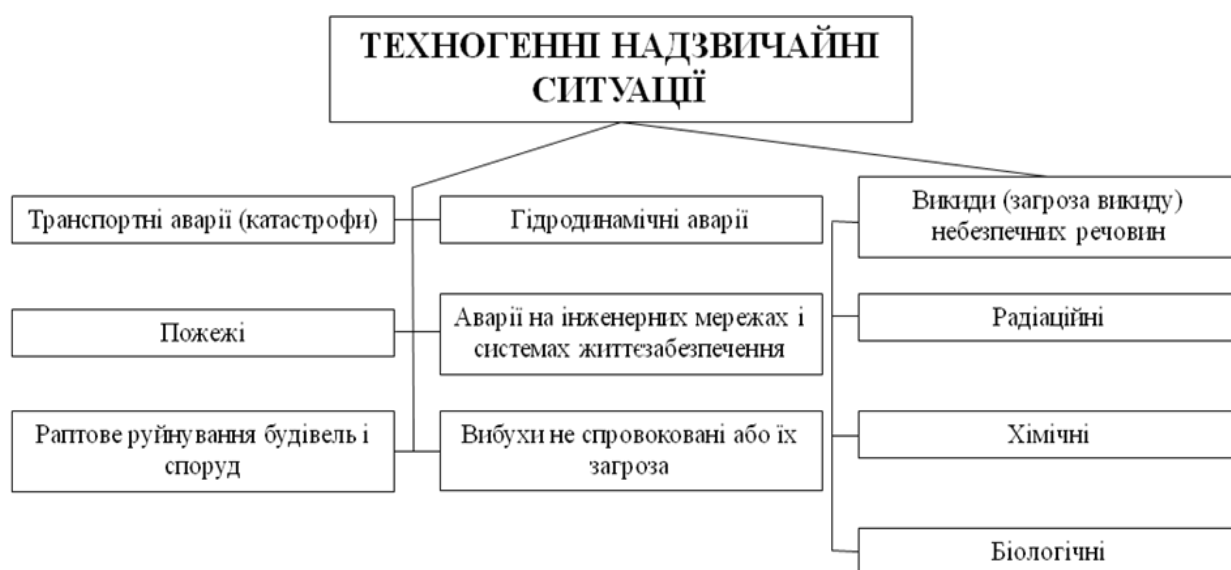 ТЕХНОГЕННІ НАДЗВИЧАЙНІ
СИТУАЦІЇ
Транспортні аварії (катастрофи)
Гідродинамічні аварії
Викиди (загроза викиду)
небезпечних речовин
Пожежі
Аварії на інженерних мережах і
системах життєзабезпечення
Радіаційні
Раптове руйнування будівель і
споруд
Вибухи не спровоковані або їх
загроза
Хімічні
Біологічні